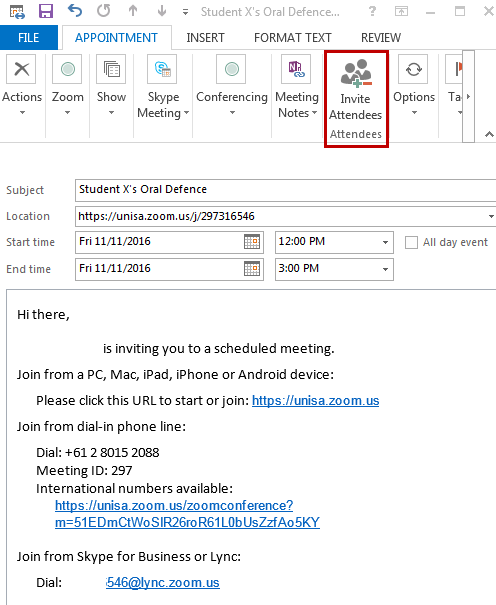 Student X's Oral Defence...
FILE APPOINTMENT INSERT FORMAT TEXT REVIEW
Actions Zoom Show Skype Meeting Conferencing Meeting Notes Invite Attendees Options
Attendees
Subject Student X's Oral Defence
Location https://unisa.zoom.us/j/297316546
Start time Fri 11/11/2016 12:00 PM All day event
End time Fri 11/11/2016 3:00 PM
Hi there,
is inviting you to a scheduled meeting.
Join from a PC, Mac, iPad, iPhone or Android device:
Please click this URL to start or join: https://unisa.zoom.us
Join from dial-in phone line:
Dial: +61 2 8015 2088
Meeting ID: 297
International numbers available:
https://unisa.zoom.us/zoomconference?
m=51EDmCtWoSIR26roR61L0bUsZzfAo5KY
Join from Skype for Business or Lync:
Dial: 546@lync.zoom.us